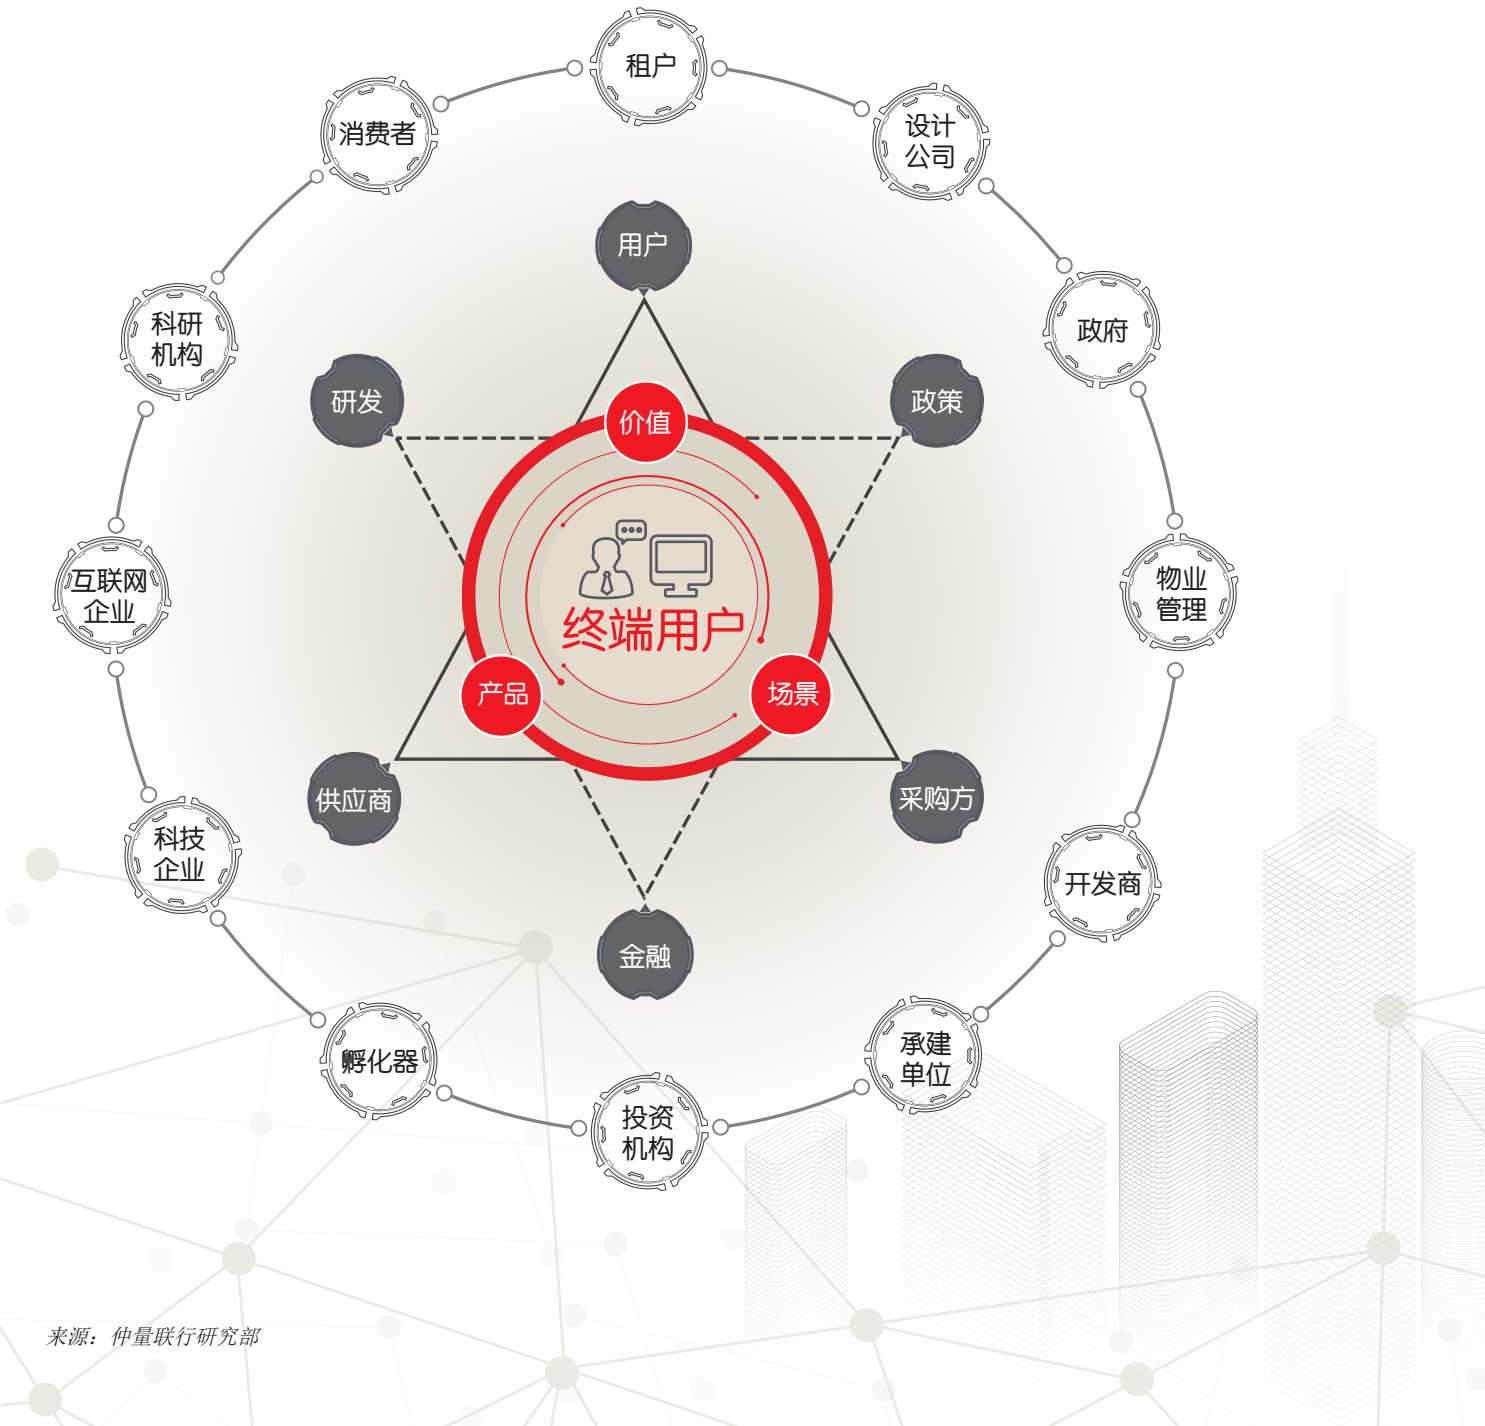 租户
消费者
设计
公司
用户
科研
机构
政府
研发
政策
价值
互联网
企业
终端用户
物业
管理
产品
场景
供应商
采购方
科技
企业
开发商
金融
孵化器
承建
单位
投资
机构
来源：仲量联行研究部